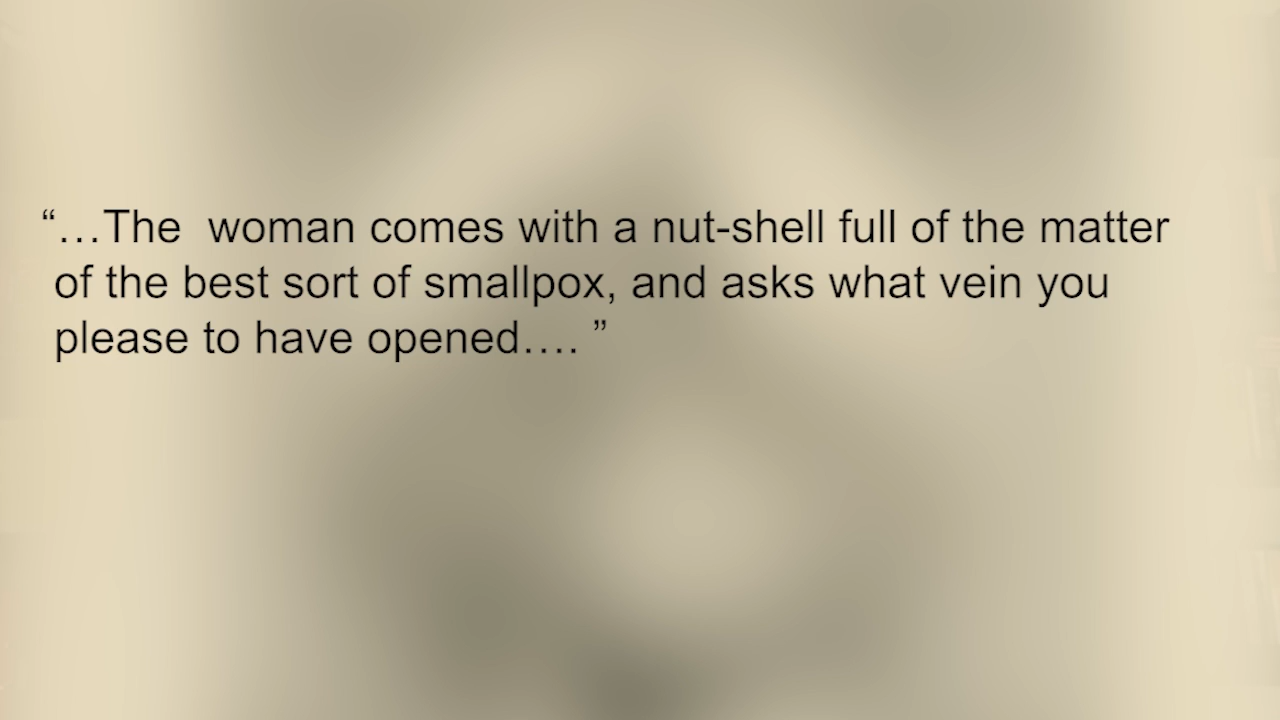 “…The  woman comes with a nut-shell full of the matter
of the best sort of smallpox, and asks what vein you
please to have opened…. ”